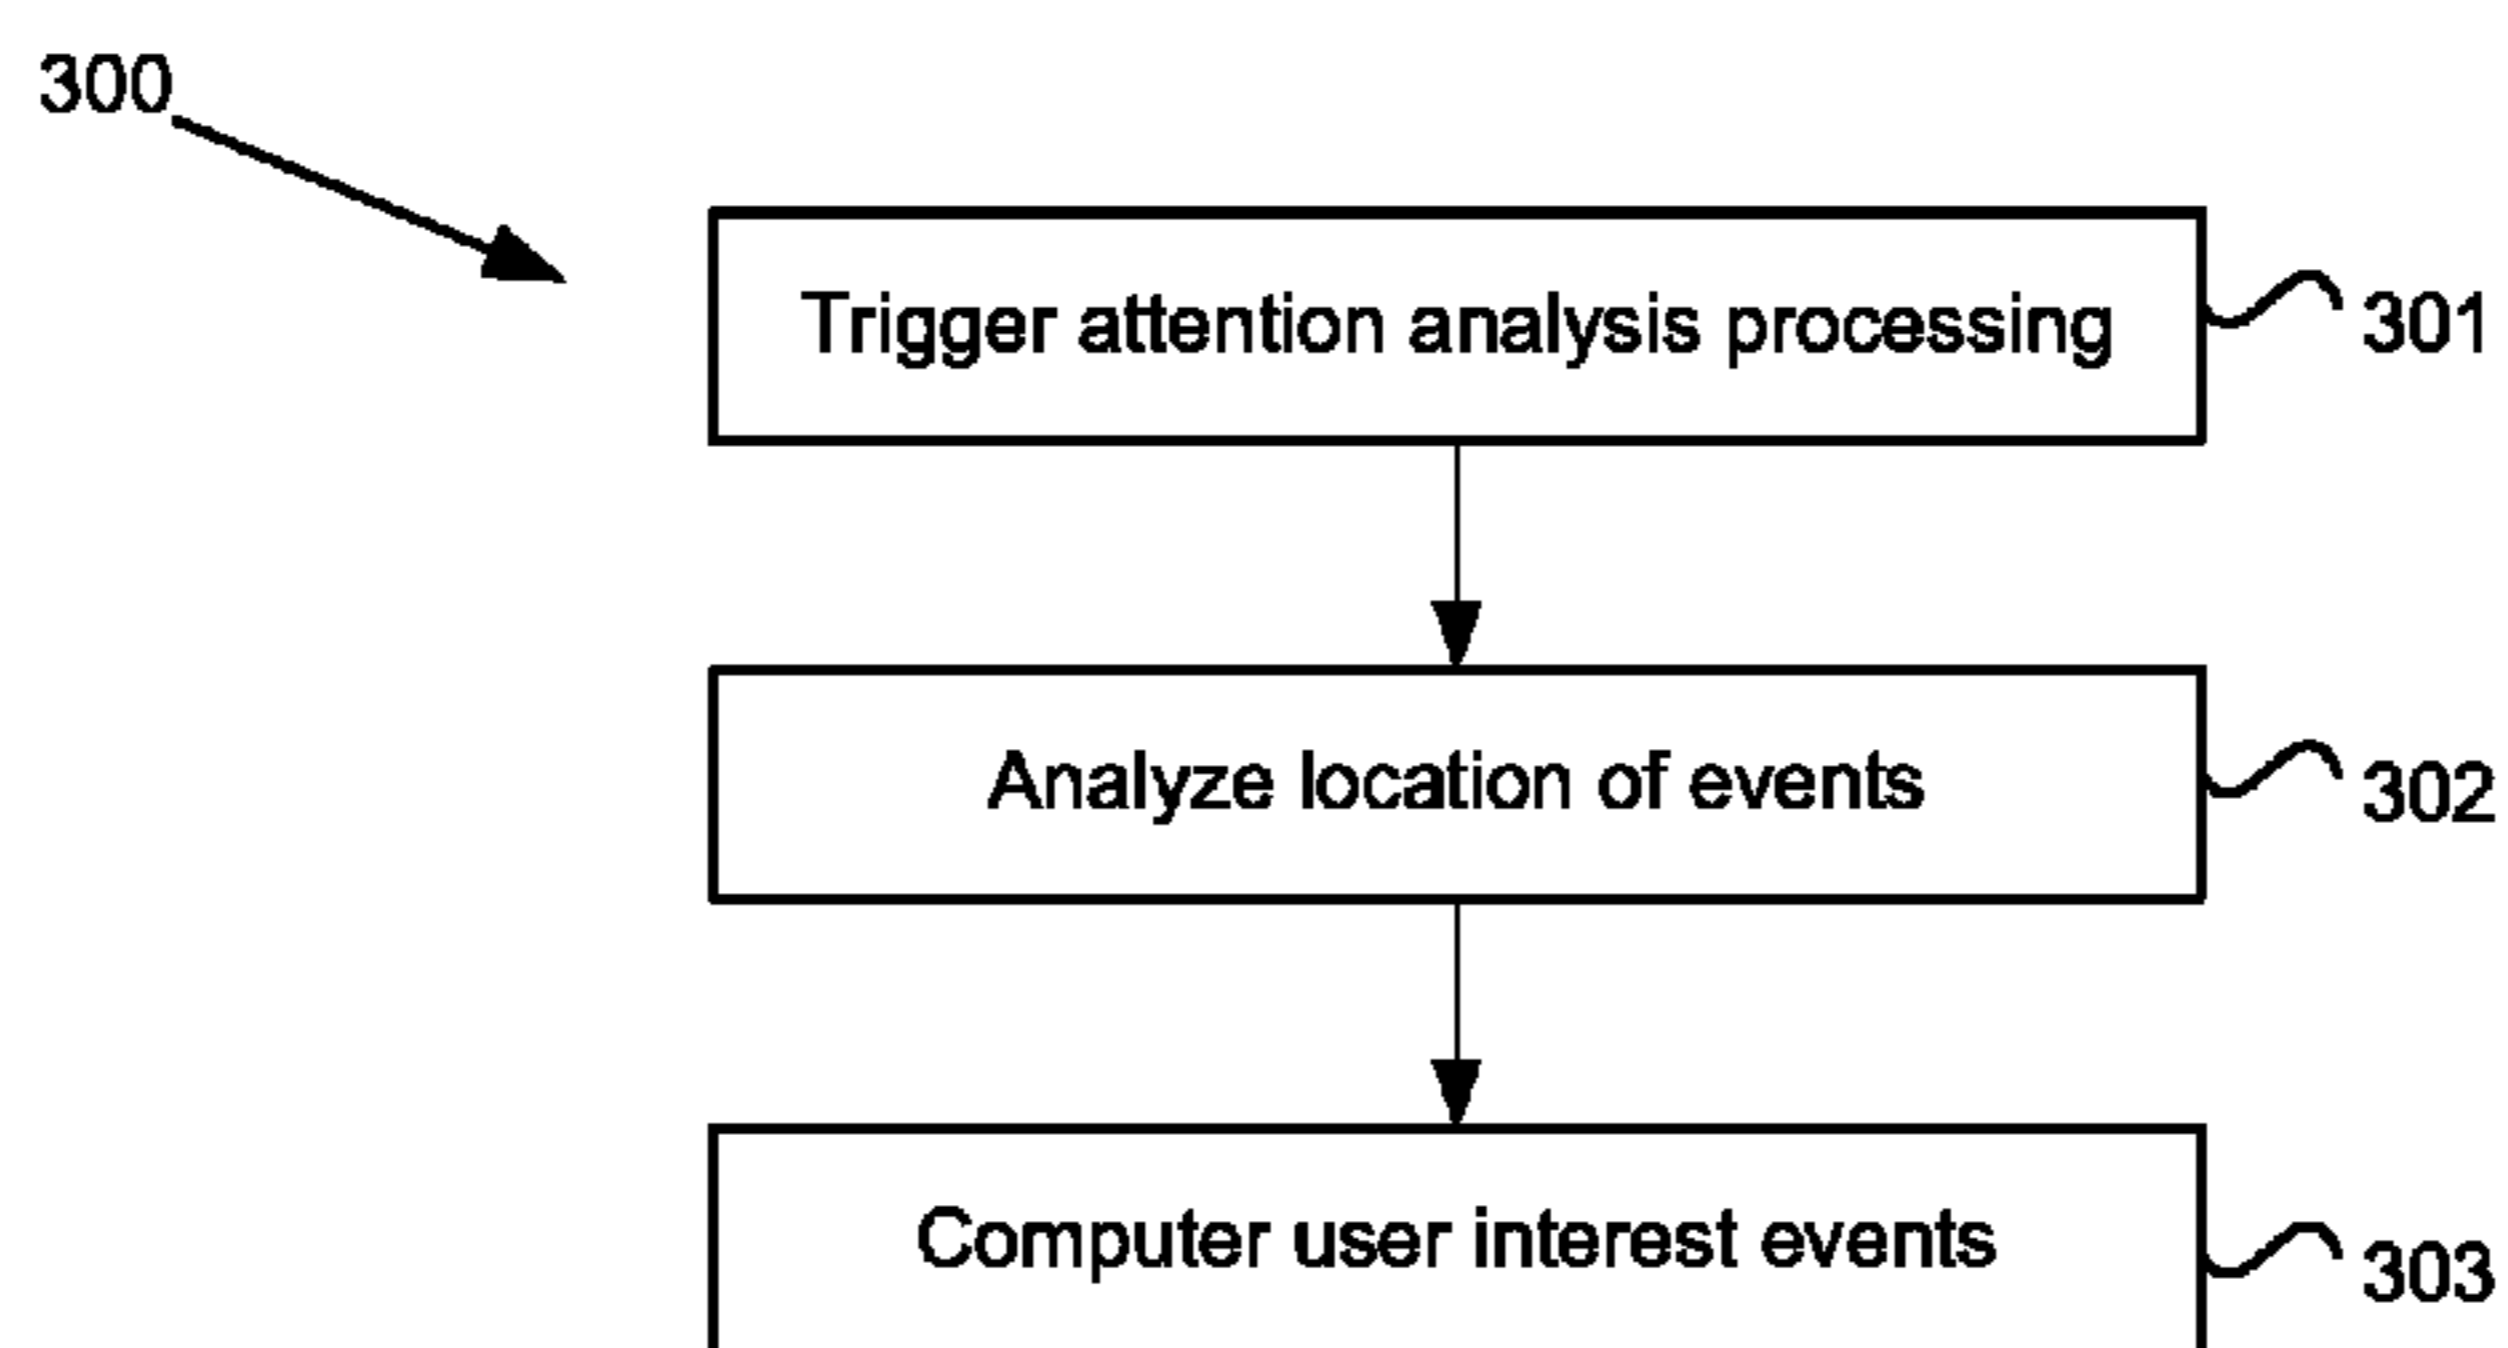 300
Trigger attention analysis processing
301
Analyze location of events
302
Computer user interest events
303